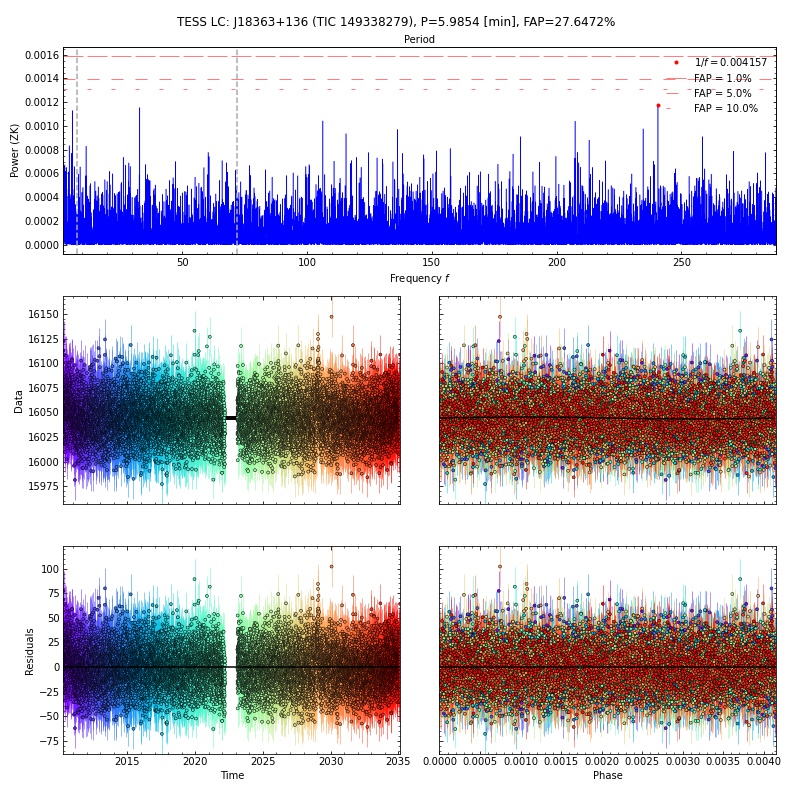 TESS LC: J18363+136 (TIC 149338279), P=5.9854 [min], FAP=27.6472%
Period
Power (ZK)
0.0016
0.0014
0.0012
0.0010
0.0008
0.0006
0.0004
0.0002
0.0000
1/f = 0.004157
FAP = 1.0%
FAP = 5.0%
FAP = 10.0%
50 100 150 200 250
Frequency f
Data
16150
16125
16100
16075
16050
16025
16000
15975
Residuals
100
75
50
25
0
−25
−50
−75
2015 2020 2025 2030 2035
Time
0.0000 0.0005 0.0010 0.0015 0.0020 0.0025 0.0030 0.0035 0.0040
Phase